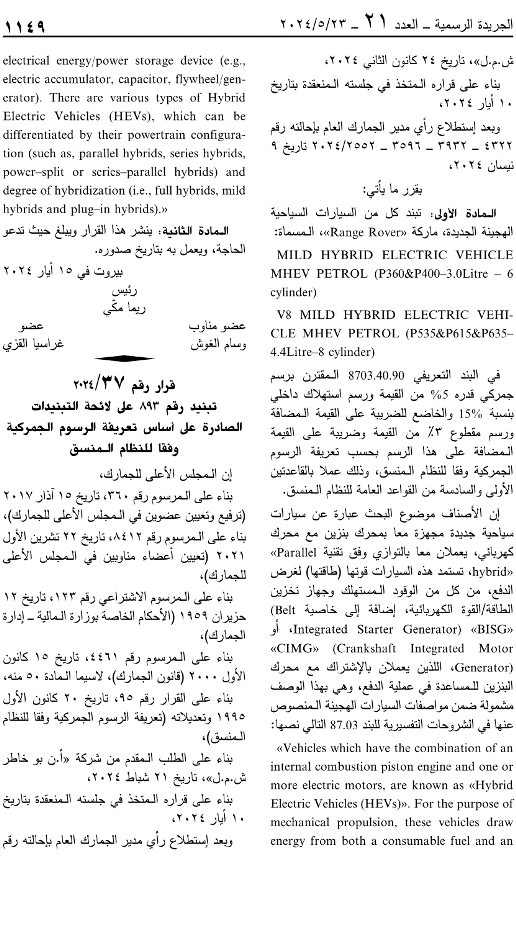 الجريدة الرسمية ــ العدد ٢١ ــ ٢٠٢٤/٥/٢٣
١١٤٩
ش.م.ل»، تاريخ ٢٤ كانون الثاني ٢٠٢٤،
بناء على قراره المتخذ في جلسته المنعقدة بتاريخ
١٠ أيار ٢٠٢٤،
وبعد إستطلاع رأي مدير الجمارك العام بإحالته رقم
٤٣٢٢ ــ ٣٩٣٢ ــ ٣٥٩٦ ــ ٢٠٢٤/٢٥٥٢ تاريخ ٩
نيسان ٢٠٢٤،
يقرر ما يأتي:
المادة الأولى: تبند كل من السيارات السياحية
الهجينة الجديدة، ماركة «Range Rover»، المسماة:
MILD HYBRID ELECTRIC VEHICLE
MHEV PETROL (P360&P400–3.0Litre – 6
cylinder)
V8 MILD HYBRID ELECTRIC VEHI-
CLE MHEV PETROL (P535&P615&P635–
4.4Litre–8 cylinder)
في البند التعريفي 8703.40.90 المقترن برسم
جمركي قدره 5% من القيمة ورسم استهلاك داخلي
بنسبة 15% والخاضع للضريبة على القيمة المضافة
ورسم مقطوع ٣٪ من القيمة وضريبة على القيمة
المضافة على هذا الرسم بحسب تعريفة الرسوم
الجمركية وفقا للنظام المنسق، وذلك عملا بالقاعدتين
الأولى والسادسة من القواعد العامة للنظام المنسق.
إن الأصناف موضوع البحث عبارة عن سيارات
سياحية جديدة مجهزة معا بمحرك بنزين مع محرك
كهربائي، يعملان معا بالتوازي وفق تقنية «Parallel
hybrid»، تستمد هذه السيارات قوتها (طاقتها) لغرض
الدفع، من كل من الوقود المستهلك وجهاز تخزين
الطاقة/القوة الكهربائية، إضافة إلى خاصية (Belt
Integrated Starter Generator) «BISG»، أو
«CIMG» (Crankshaft Integrated Motor
Generator)، اللذين يعملان بالإشتراك مع محرك
البنزين للمساعدة في عملية الدفع، وهي بهذا الوصف
مشمولة ضمن مواصفات السيارات الهجينة المنصوص
عنها في الشروحات التفسيرية للبند 87.03 التالي نصها:
«Vehicles which have the combination of an
internal combustion piston engine and one or
more electric motors, are known as «Hybrid
Electric Vehicles (HEVs)». For the purpose of
mechanical propulsion, these vehicles draw
energy from both a consumable fuel and an
electrical energy/power storage device (e.g.,
electric accumulator, capacitor, flywheel/gen-
erator). There are various types of Hybrid
Electric Vehicles (HEVs), which can be
differentiated by their powertrain configura-
tion (such as, parallel hybrids, series hybrids,
power–split or series–parallel hybrids) and
degree of hybridization (i.e., full hybrids, mild
hybrids and plug–in hybrids).»
المادة الثانية: ينشر هذا القرار ويبلغ حيث تدعو
الحاجة، ويعمل به بتاريخ صدوره.
بيروت في ١٥ أيار ٢٠٢٤
رئيس
ريما مكّي
عضو مناوب    عضو
وسام الغوش    غراسيا القزي
قرار رقم ٢٠٢٤/٣٧
تبنيد رقم ٨٩٣ على لائحة التبنيدات
الصادرة على أساس تعريفة الرسوم الجمركية
وفقا للنظام المنسق
إن المجلس الأعلى للجمارك،
بناء على المرسوم رقم ٣٦٠، تاريخ ١٥ آذار ٢٠١٧
(ترفيع وتعيين عضوين في المجلس الأعلى للجمارك)،
بناء على المرسوم رقم ٨٤١٢، تاريخ ٢٢ تشرين الأول
٢٠٢١ (تعيين أعضاء مناوبين في المجلس الأعلى
للجمارك)،
بناء على المرسوم الاشتراعي رقم ١٢٣، تاريخ ١٢
حزيران ١٩٥٩ (الأحكام الخاصة بوزارة المالية ــ إدارة
الجمارك)،
بناء على المرسوم رقم ٤٤٦١، تاريخ ١٥ كانون
الأول ٢٠٠٠ (قانون الجمارك)، لاسيما المادة ٥٠ منه،
بناء على القرار رقم ٩٥، تاريخ ٢٠ كانون الأول
١٩٩٥ وتعديلاته (تعريفة الرسوم الجمركية وفقا للنظام
المنسق)،
بناء على الطلب المقدم من شركة «أ.ن بو خاطر
ش.م.ل»، تاريخ ٢١ شباط ٢٠٢٤،
بناء على قراره المتخذ في جلسته المنعقدة بتاريخ
١٠ أيار ٢٠٢٤،
وبعد إستطلاع رأي مدير الجمارك العام بإحالته رقم